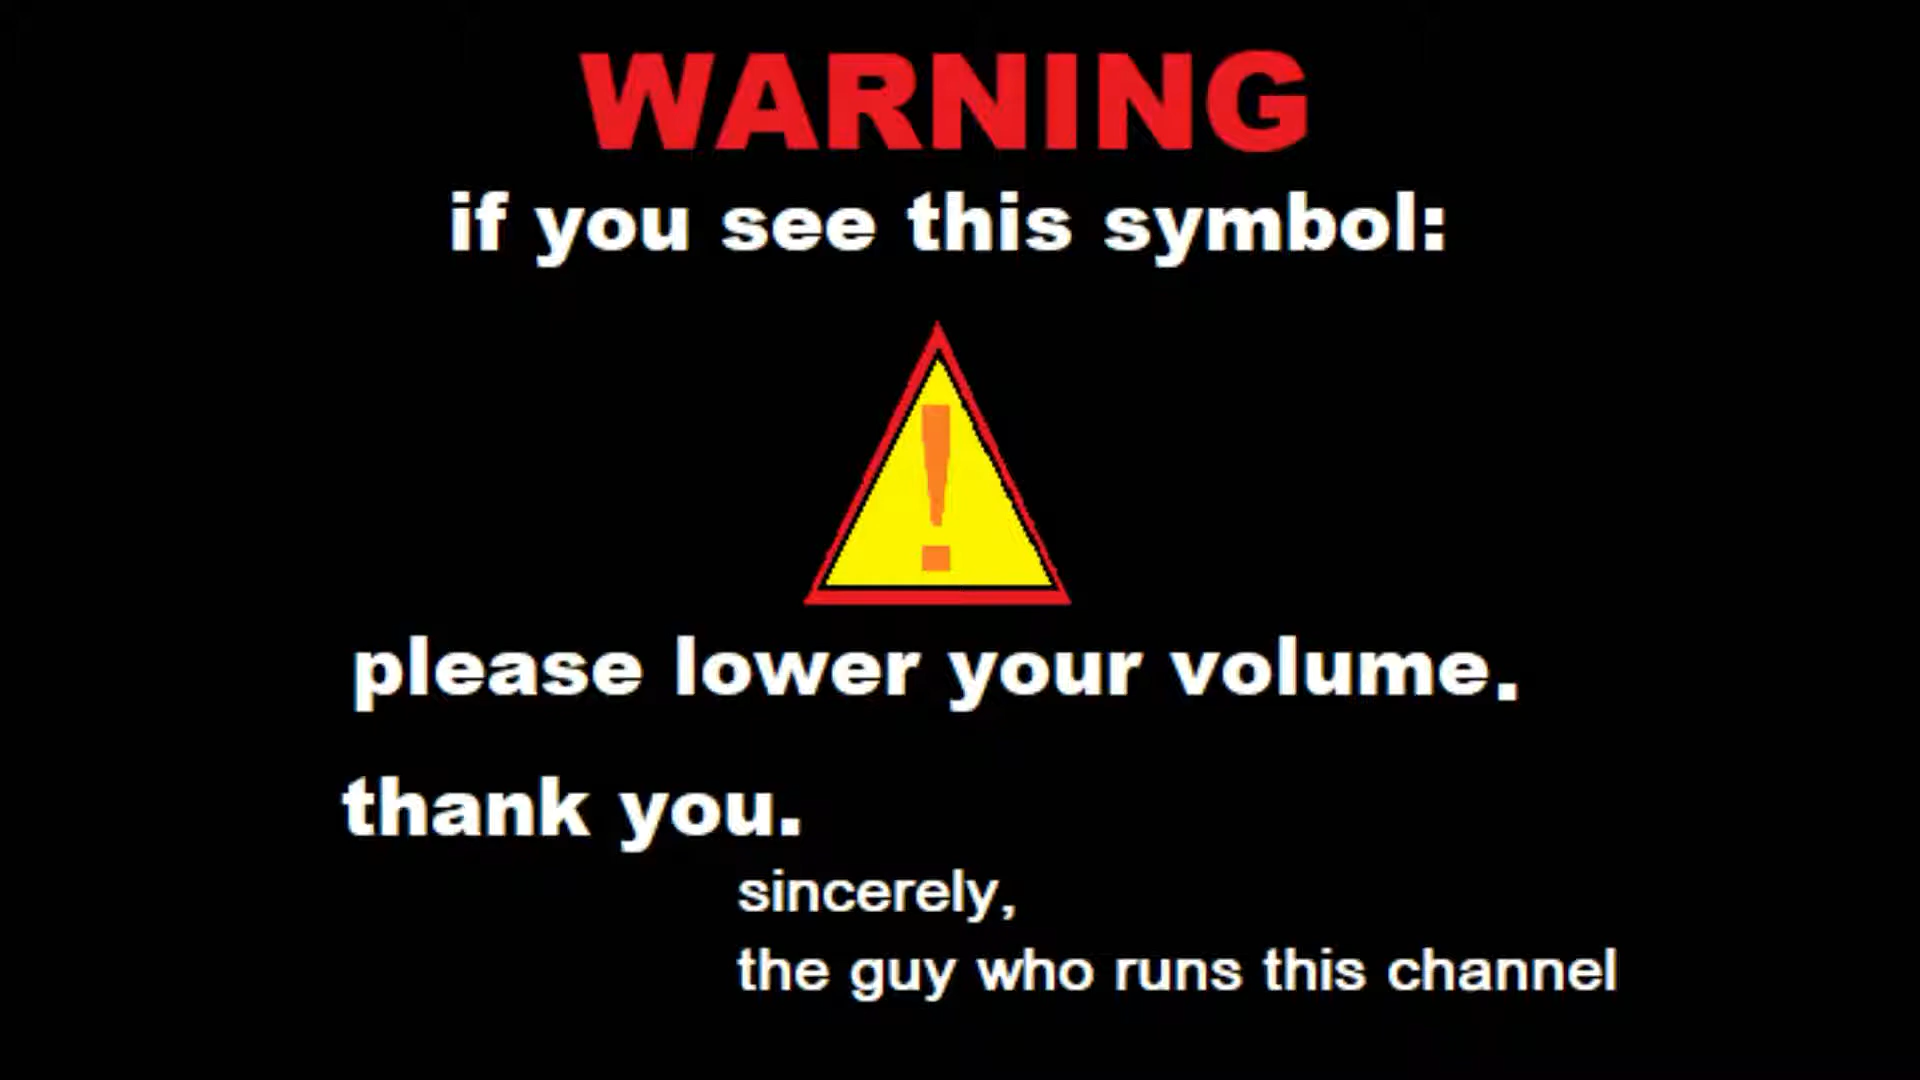 WARNING
if you see this symbol:
!
please lower your volume.
thank you.
sincerely,
the guy who runs this channel